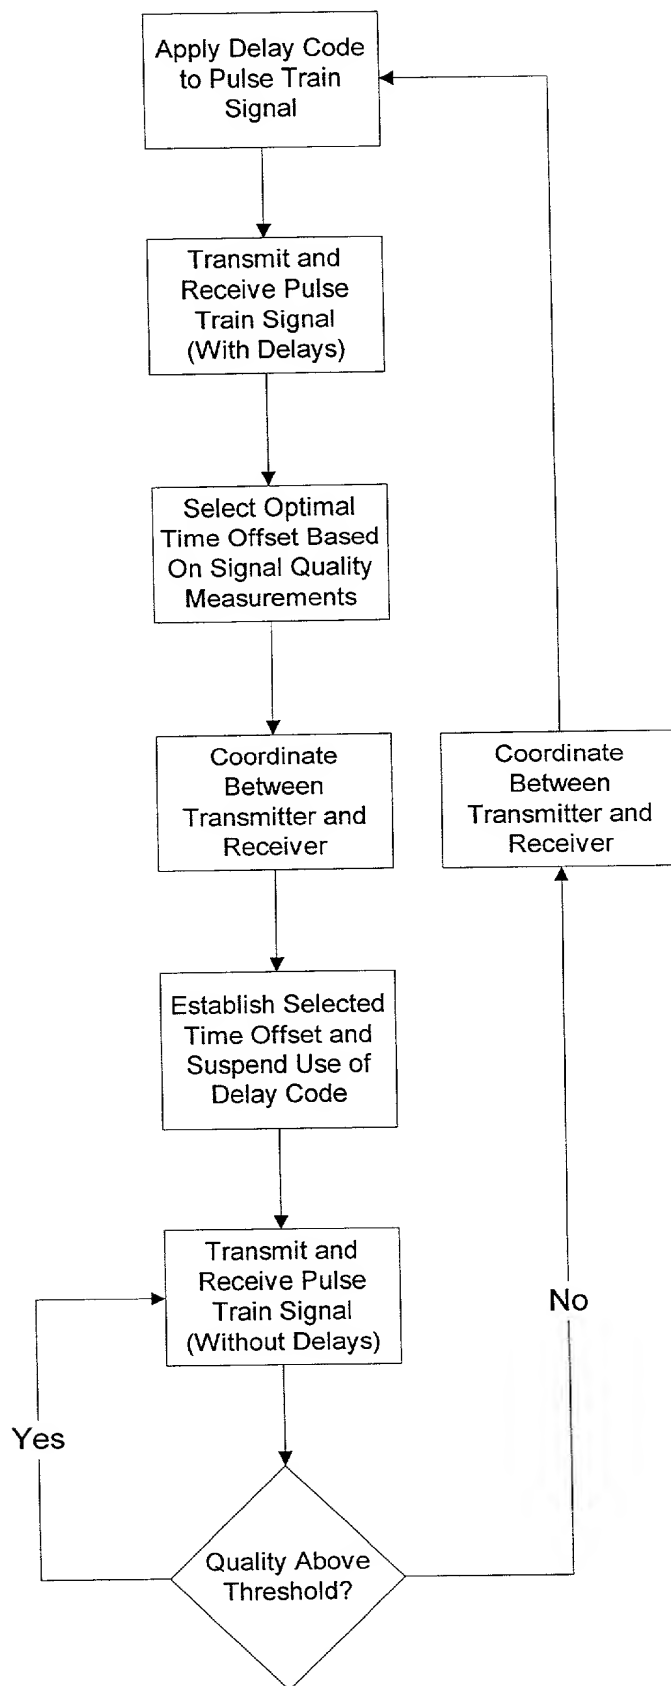 Apply Delay Code
to Pulse Train
Signal
Transmit and
Receive Pulse
Train Signal
(With Delays)
Select Optimal
Time Offset Based
On Signal Quality
Measurements
Coordinate
Between
Transmitter and
Receiver
Coordinate
Between
Transmitter and
Receiver
Establish Selected
Time Offset and
Suspend Use of
Delay Code
Transmit and
Receive Pulse
Train Signal
(Without Delays)
No
Yes
Quality Above
Threshold?